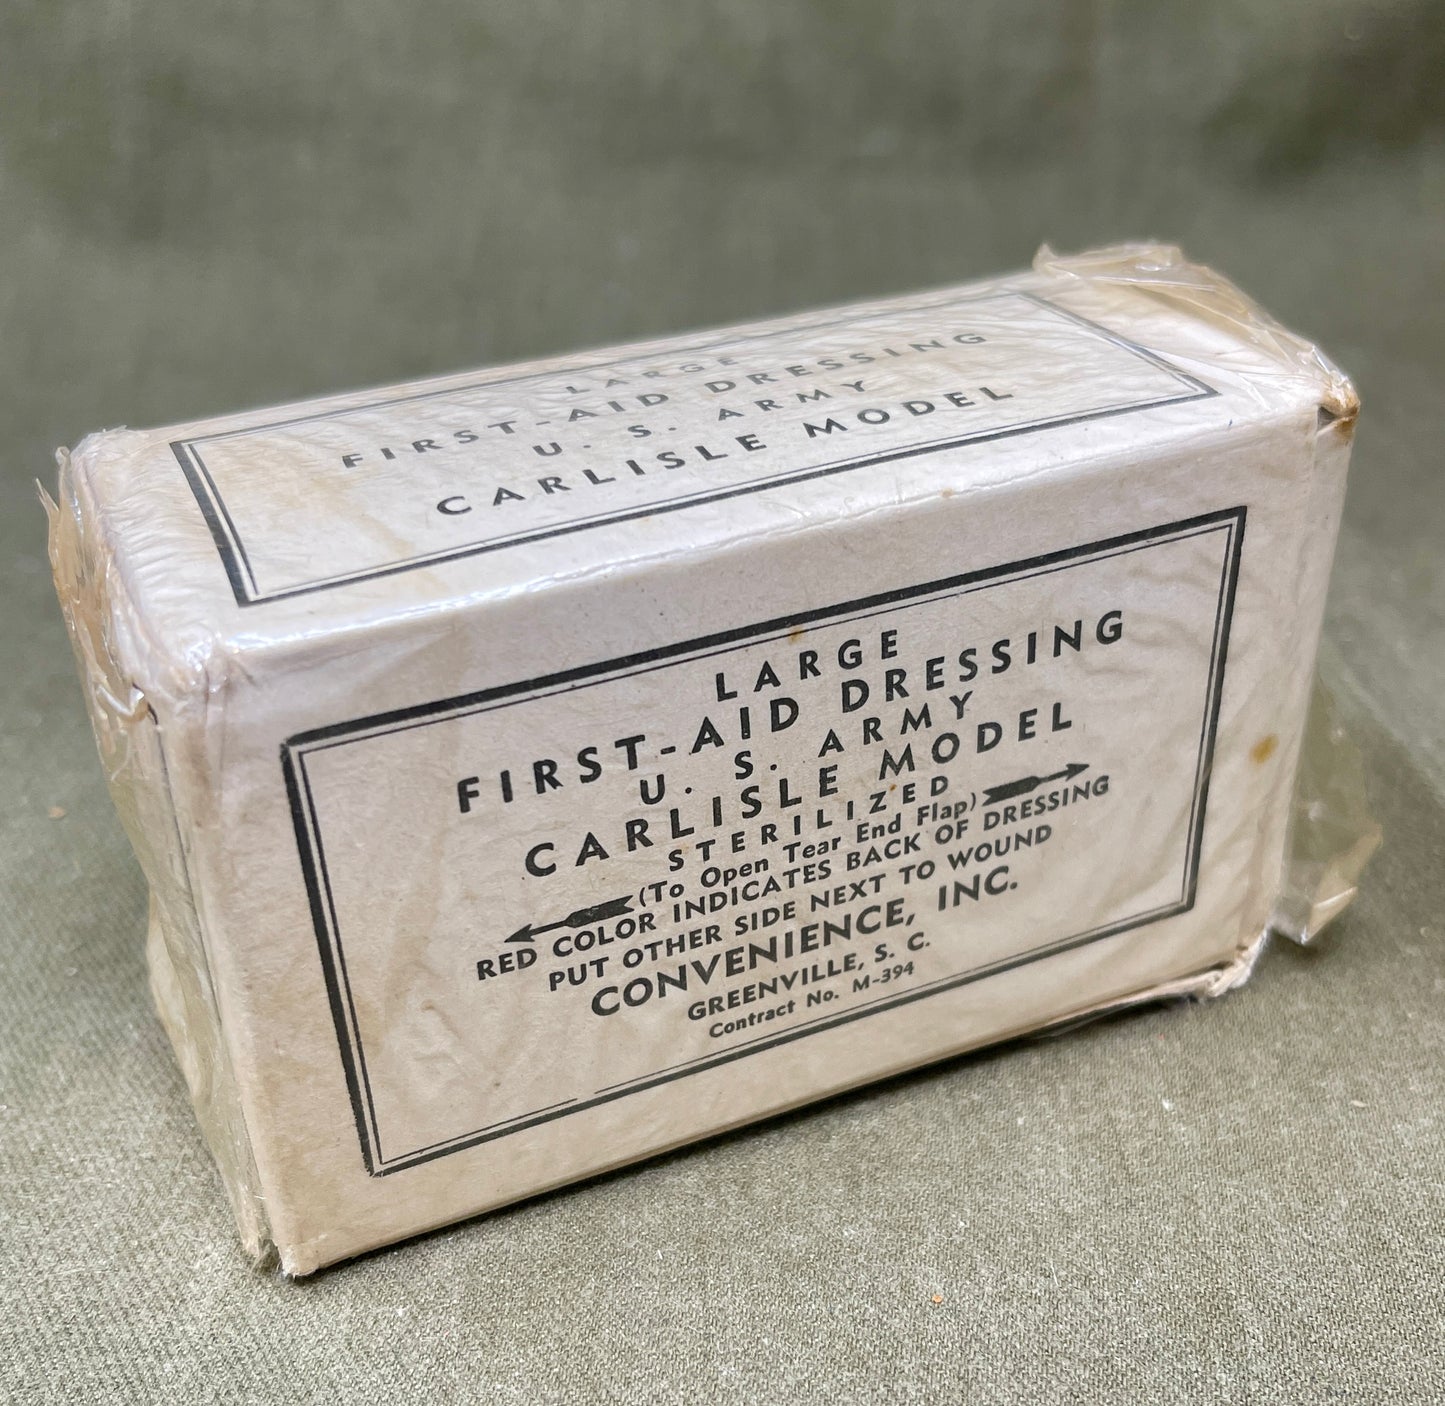 LARGE
FIRST-AID DRESSING
U. S. ARMY
CARLISLE MODEL
LARGE
FIRST-AID DRESSING
U. S. ARMY
CARLISLE MODEL
STERILIZED
(To Open Tear End Flap)
RED COLOR INDICATES BACK OF DRESSING
PUT OTHER SIDE NEXT TO WOUND
CONVENIENCE, INC.
GREENVILLE, S. C.
Contract No. M-394